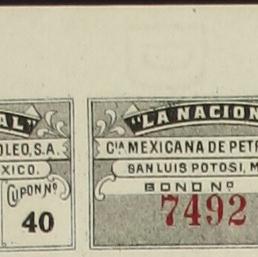 AL"
OLEO, S.A.
XICO.
CUPON Nº
40
"LA NACION
CIA MEXICANA DE PETR
SAN LUIS POTOSI, M
BONO Nº
7492